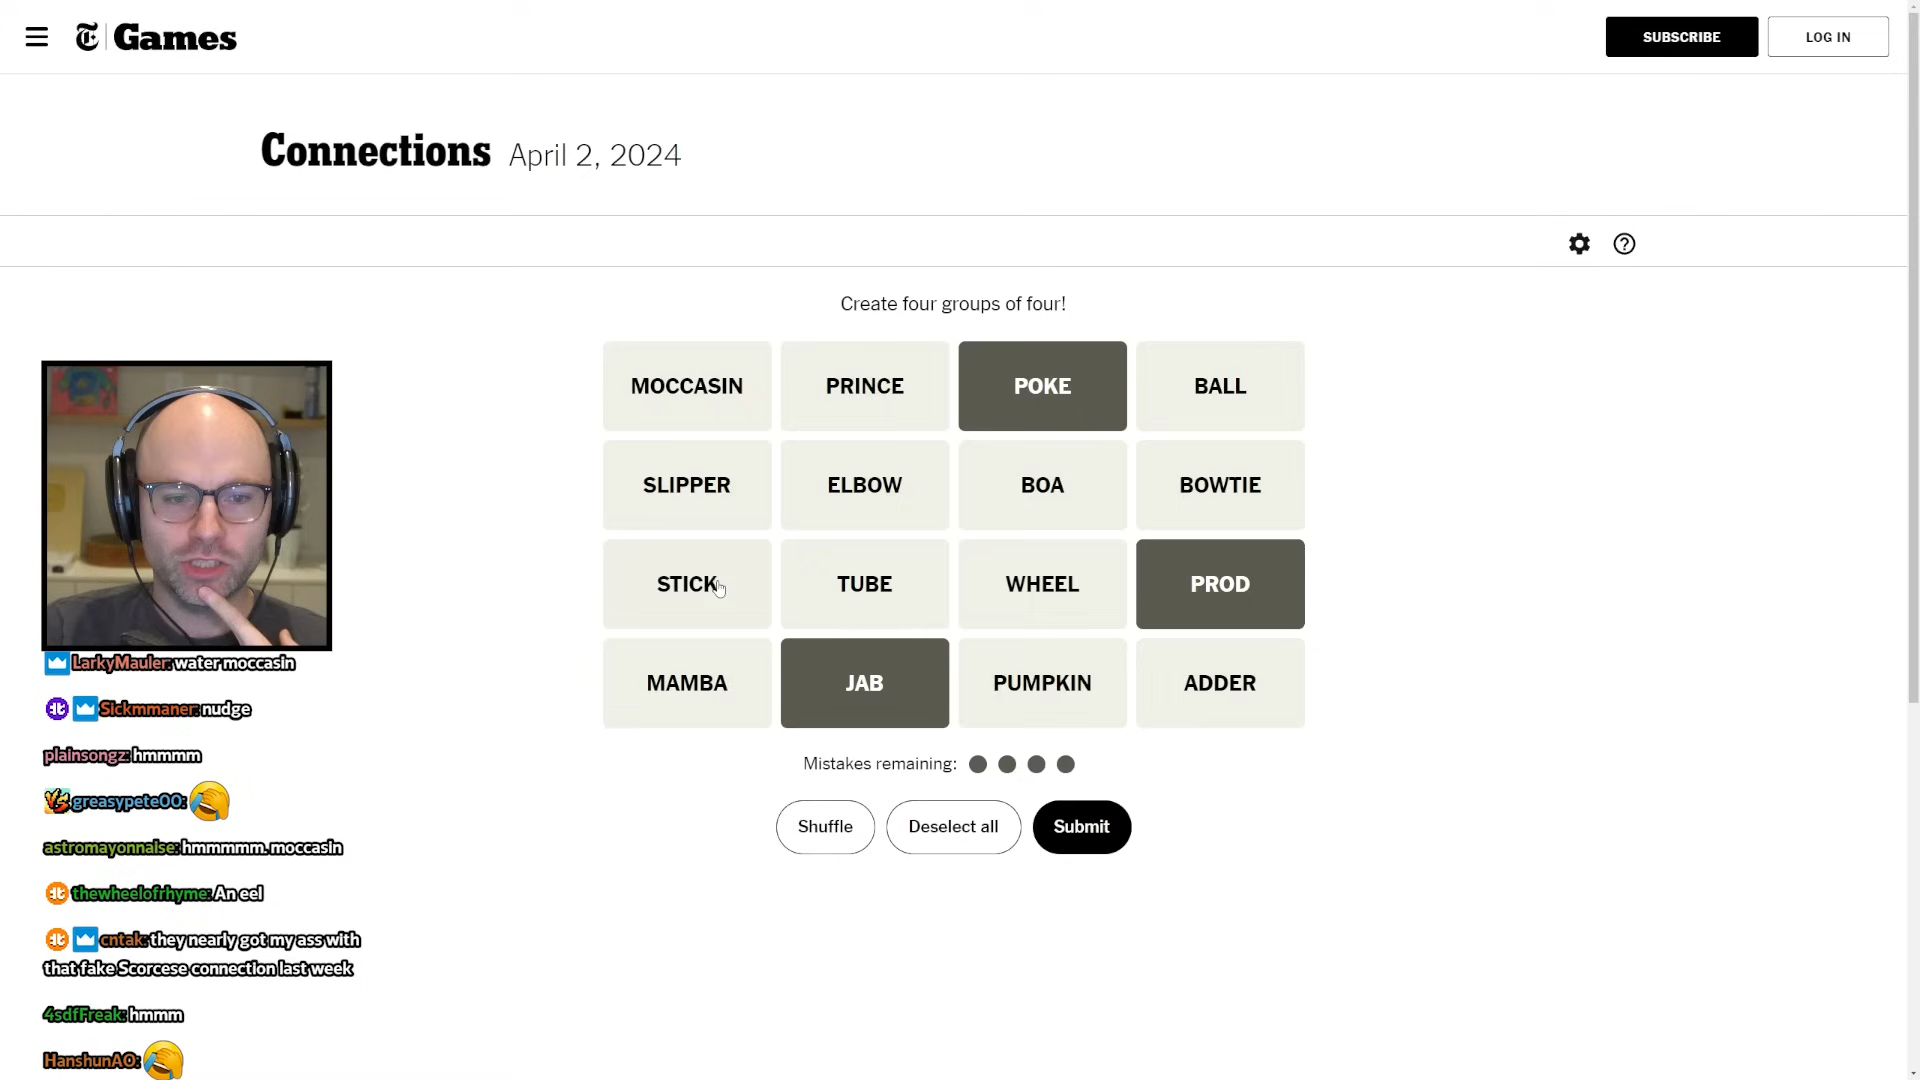 Games
SUBSCRIBE
LOG IN
Connections April 2, 2024
Create four groups of four!
MOCCASIN PRINCE POKE BALL
SLIPPER ELBOW BOA BOWTIE
STICK TUBE WHEEL PROD
MAMBA JAB PUMPKIN ADDER
Mistakes remaining:
Shuffle
Deselect all
Submit
LarkyMauler: water moccasin
Sickmmaner: nudge
plainsongz: hmmmm
greasypete00:
astromayonnaise: hmmmmm. moccasin
thewheelofrhyme: An eel
cntak: they nearly got my ass with
that fake Scorcese connection last week
4sdfFreak: hmmm
HanshunAO: